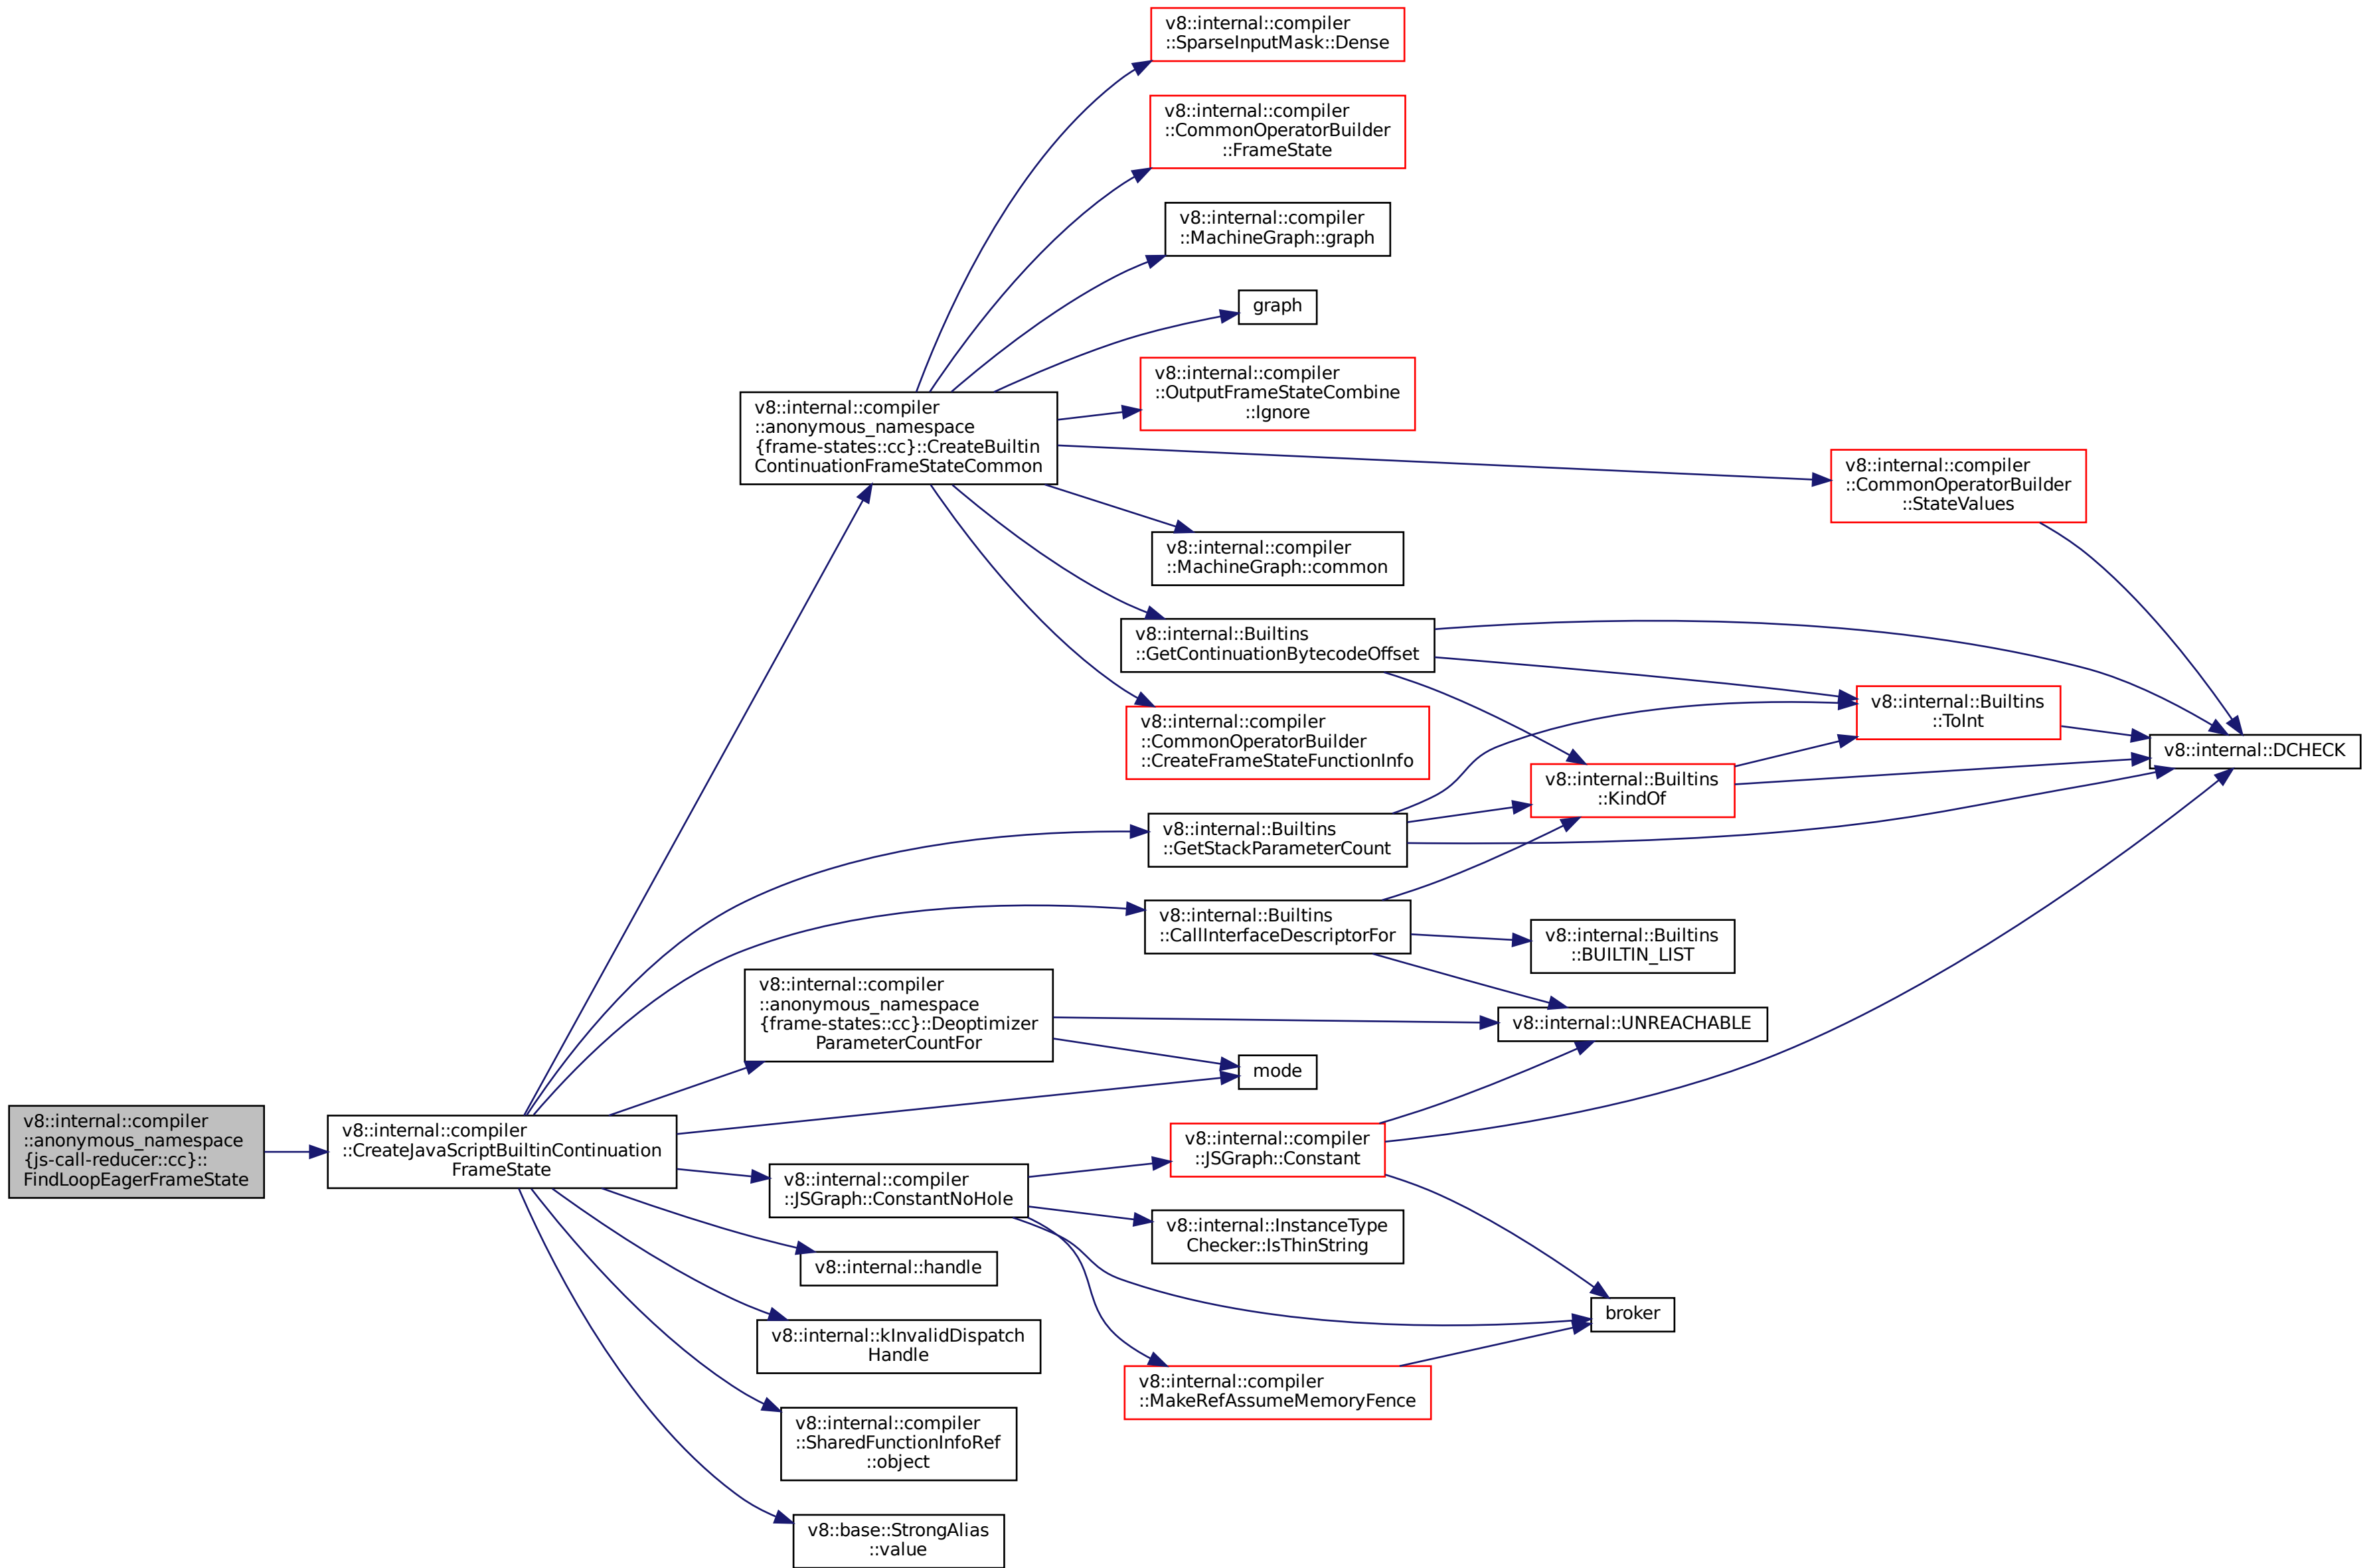 v8::internal::compiler
::SparseInputMask::Dense
v8::internal::compiler
::CommonOperatorBuilder
::FrameState
v8::internal::compiler
::MachineGraph::graph
graph
v8::internal::compiler
::OutputFrameStateCombine
::Ignore
v8::internal::compiler
::anonymous_namespace
{frame-states::cc}::CreateBuiltin
ContinuationFrameStateCommon
v8::internal::compiler
::CommonOperatorBuilder
::StateValues
v8::internal::compiler
::MachineGraph::common
v8::internal::Builtins
::GetContinuationBytecodeOffset
v8::internal::compiler
::CommonOperatorBuilder
::CreateFrameStateFunctionInfo
v8::internal::Builtins
::ToInt
v8::internal::DCHECK
v8::internal::Builtins
::KindOf
v8::internal::Builtins
::GetStackParameterCount
v8::internal::Builtins
::CallInterfaceDescriptorFor
v8::internal::Builtins
::BUILTIN_LIST
v8::internal::compiler
::anonymous_namespace
{frame-states::cc}::Deoptimizer
ParameterCountFor
v8::internal::UNREACHABLE
mode
v8::internal::compiler
::anonymous_namespace
{js-call-reducer::cc}::
FindLoopEagerFrameState
v8::internal::compiler
::CreateJavaScriptBuiltinContinuation
FrameState
v8::internal::compiler
::JSGraph::Constant
v8::internal::compiler
::JSGraph::ConstantNoHole
v8::internal::InstanceType
Checker::IsThinString
v8::internal::handle
broker
v8::internal::kInvalidDispatch
Handle
v8::internal::compiler
::MakeRefAssumeMemoryFence
v8::internal::compiler
::SharedFunctionInfoRef
::object
v8::base::StrongAlias
::value